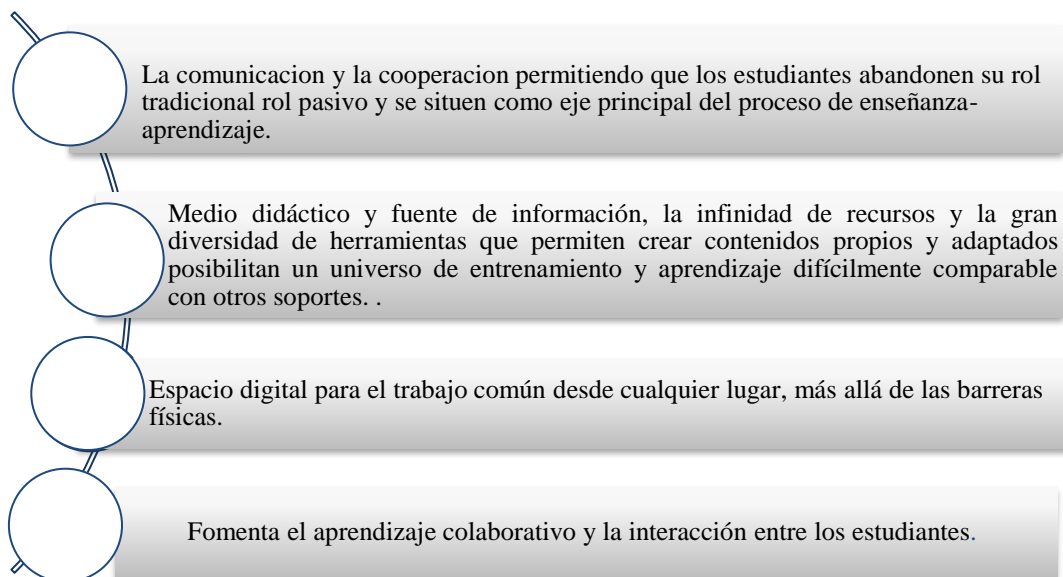 La comunicacion y la cooperacion permitiendo que los estudiantes abandonen su rol
tradicional rol pasivo y se situen como eje principal del proceso de enseñanza-
aprendizaje.
Medio didáctico y fuente de información, la infinidad de recursos y la gran
diversidad de herramientas que permiten crear contenidos propios y adaptados
posibilitan un universo de entrenamiento y aprendizaje difícilmente comparable
con otros soportes. .
Espacio digital para el trabajo común desde cualquier lugar, más allá de las barreras
físicas.
Fomenta el aprendizaje colaborativo y la interacción entre los estudiantes.